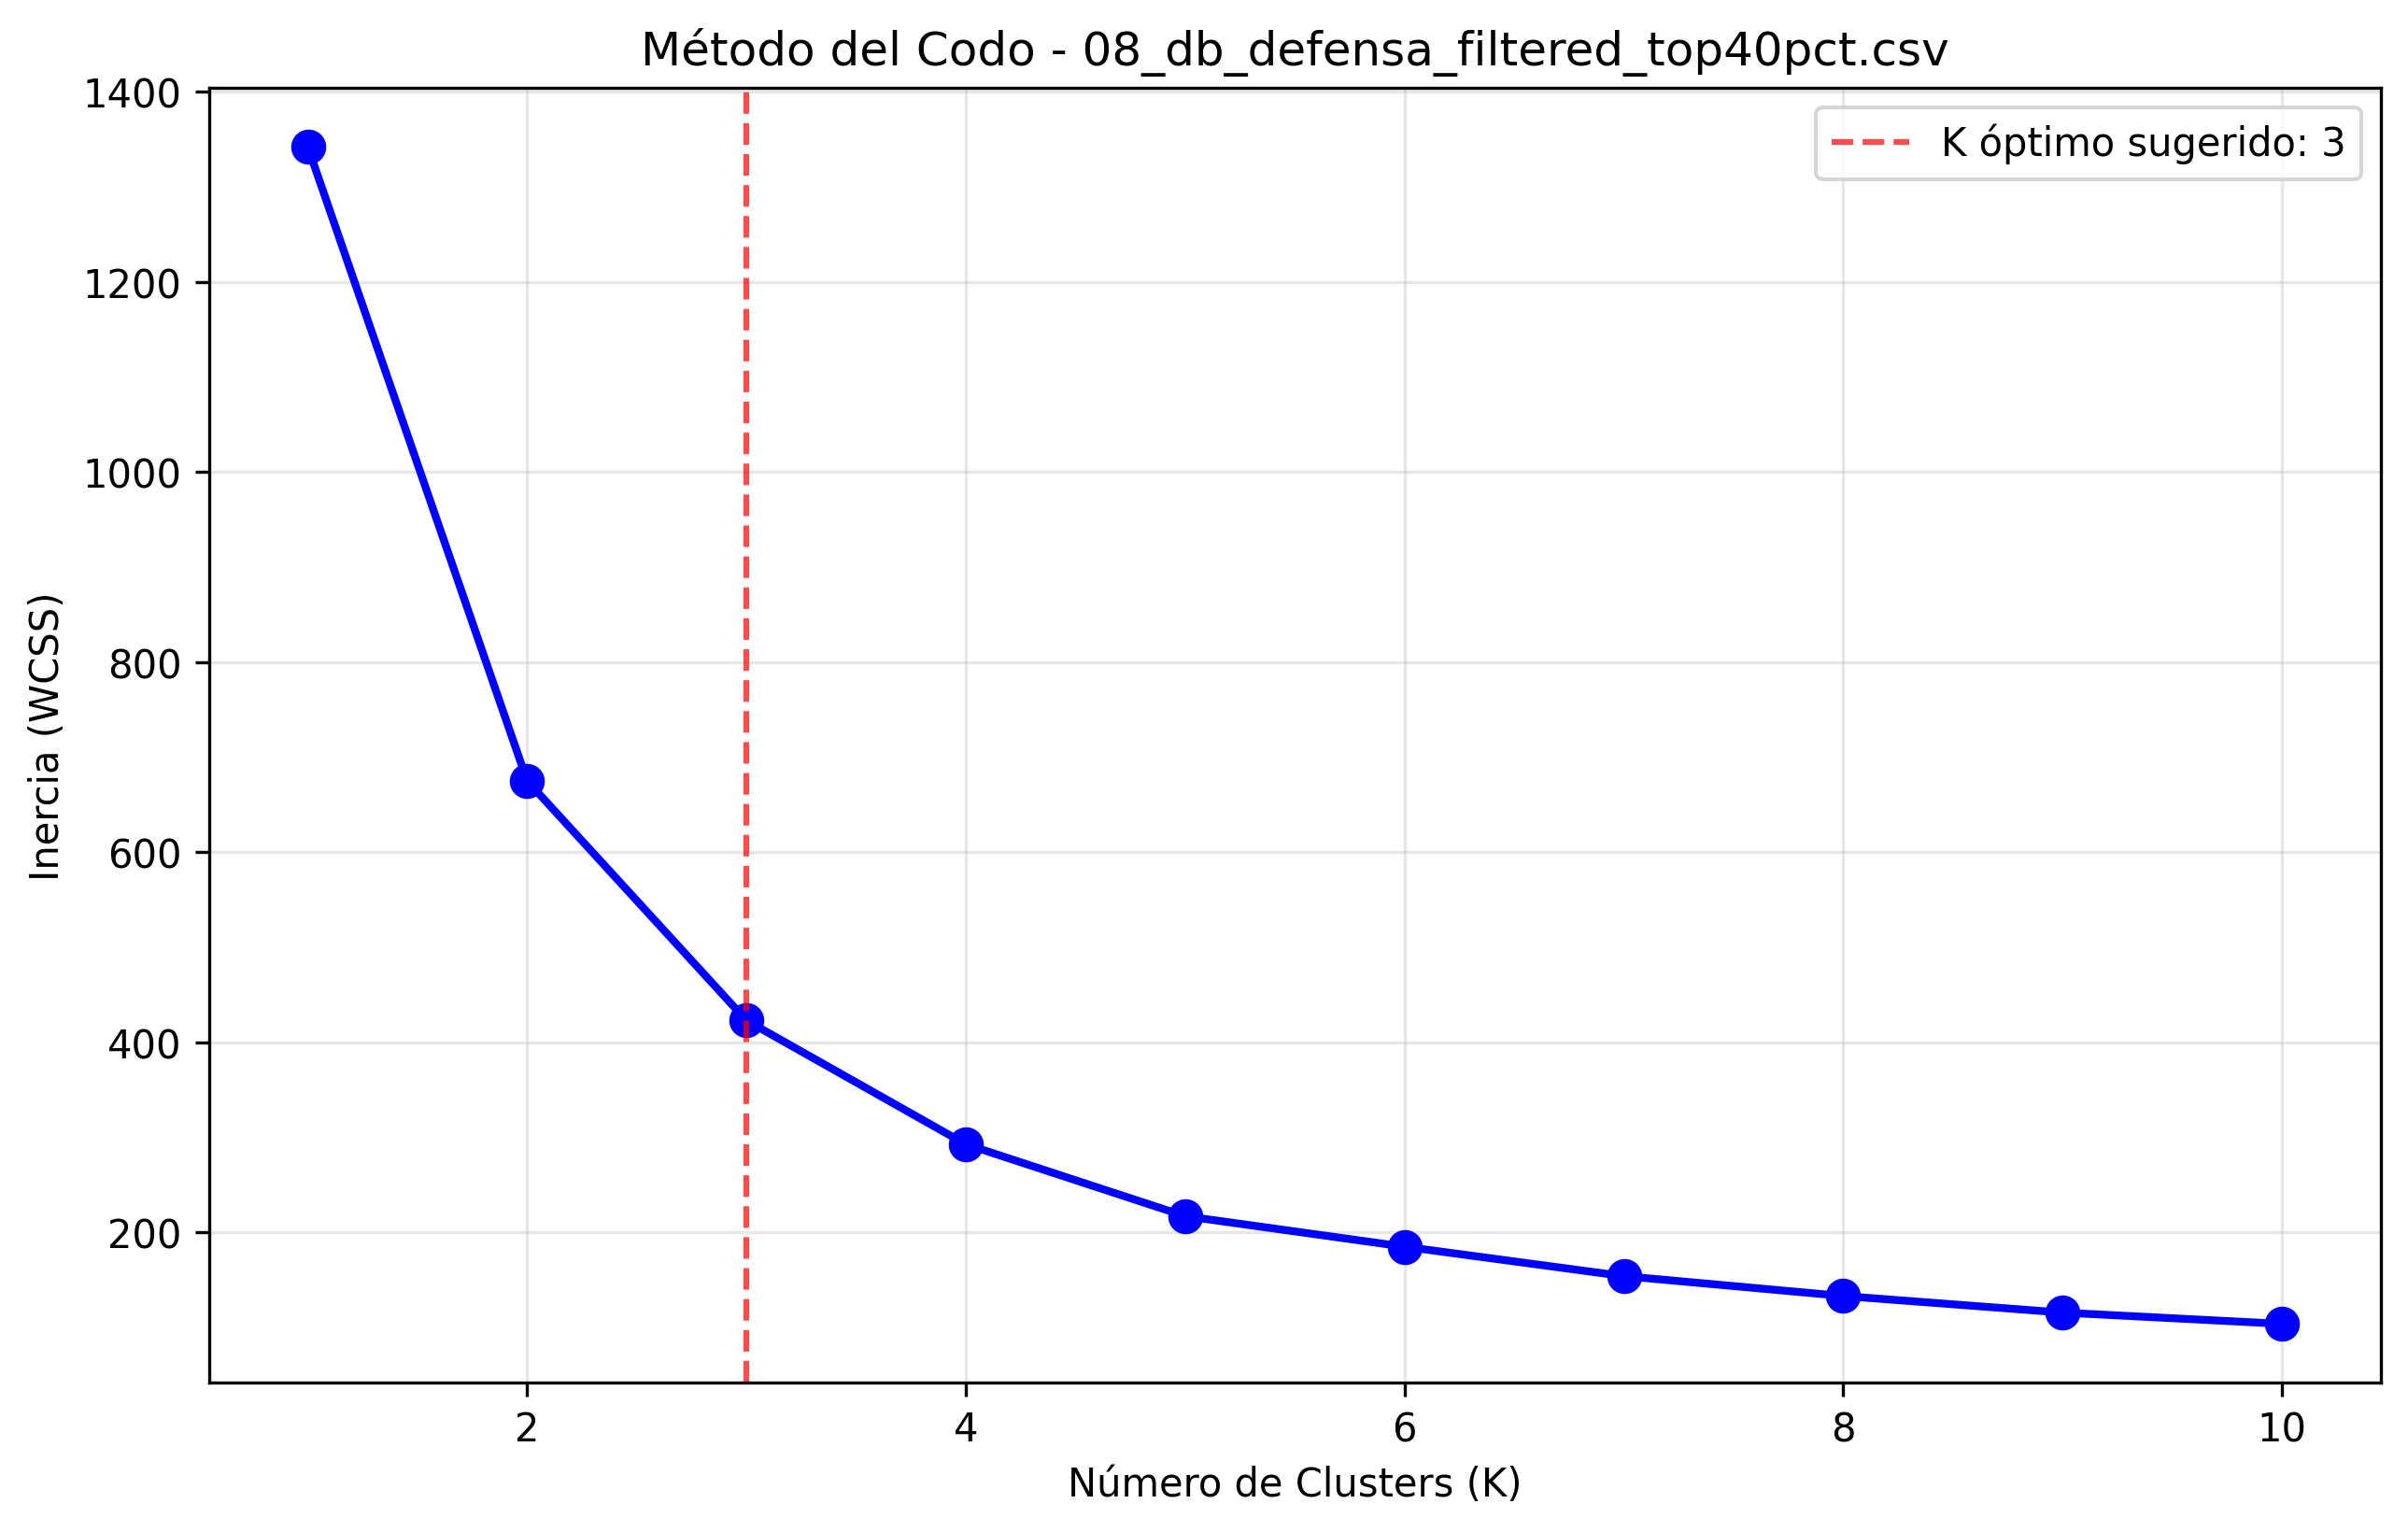 Método del Codo - 08_db_defensa_filtered_top40pct.csv
K óptimo sugerido: 3
Inercia (WCSS)
1400
1200
1000
800
600
400
200
2 4 6 8 10
Número de Clusters (K)